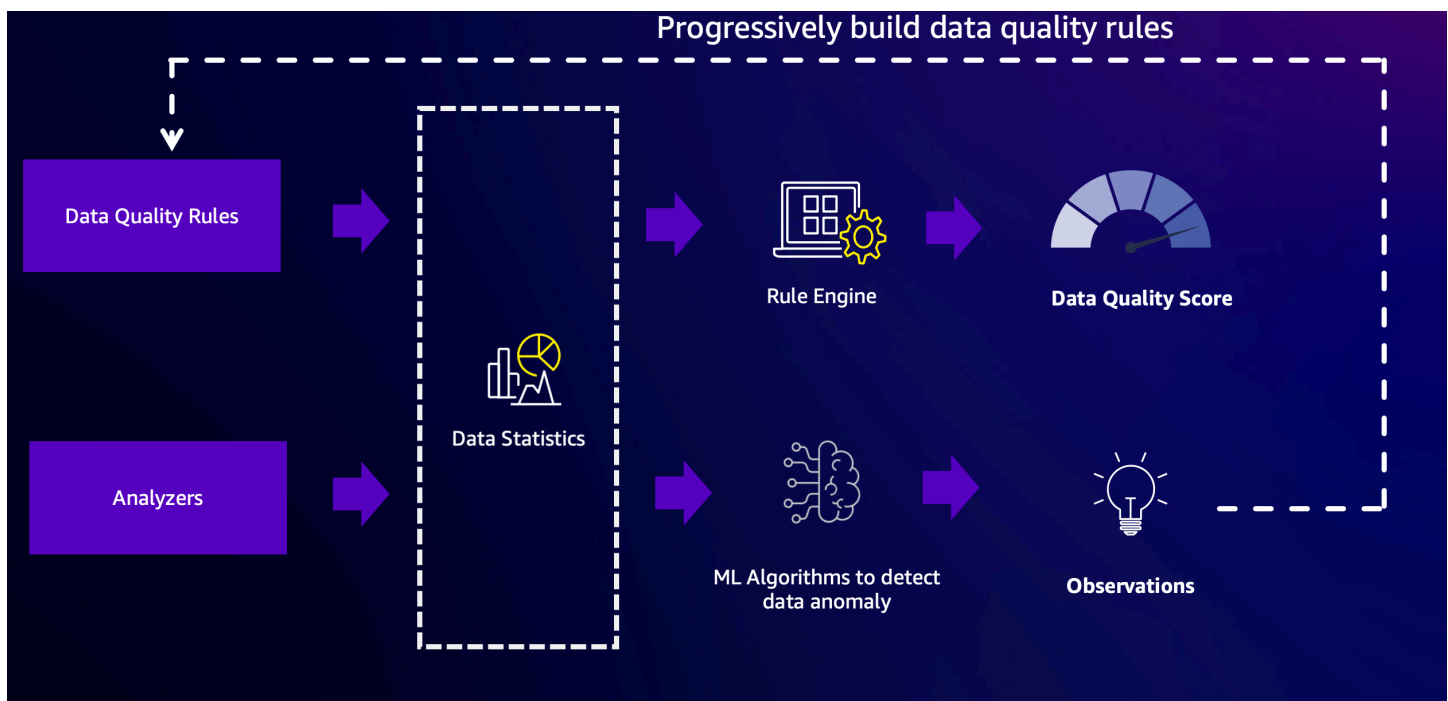 Progressively build data quality rules
Data Quality Rules
Rule Engine
Data Quality Score
Data Statistics
Analyzers
ML Algorithms to detect
data anomaly
Observations